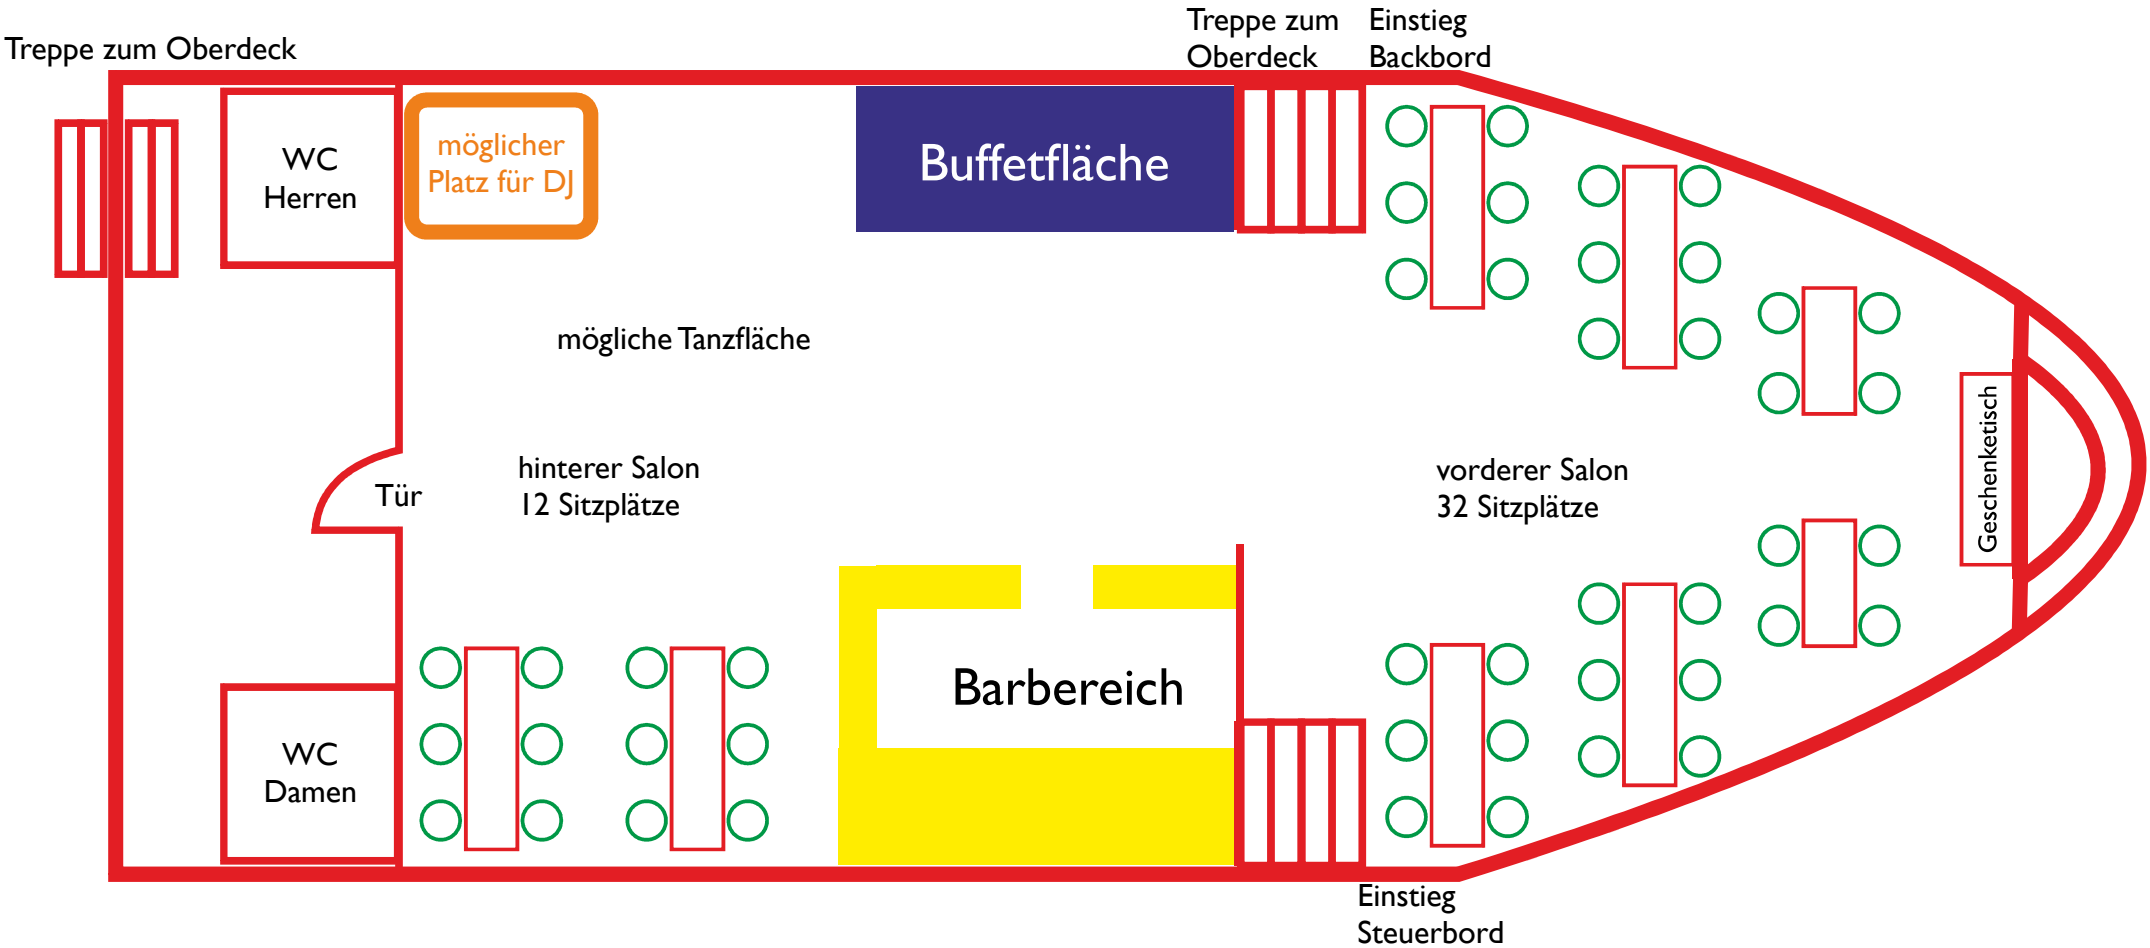 Treppe zum Oberdeck
Treppe zum
Oberdeck
Einstieg
Backbord
WC
Herren
möglicher
Platz für DJ
Buffetfläche
mögliche Tanzfläche
Geschenketisch
Tür
hinterer Salon
12 Sitzplätze
vorderer Salon
32 Sitzplätze
Barbereich
WC
Damen
Einstieg
Steuerbord